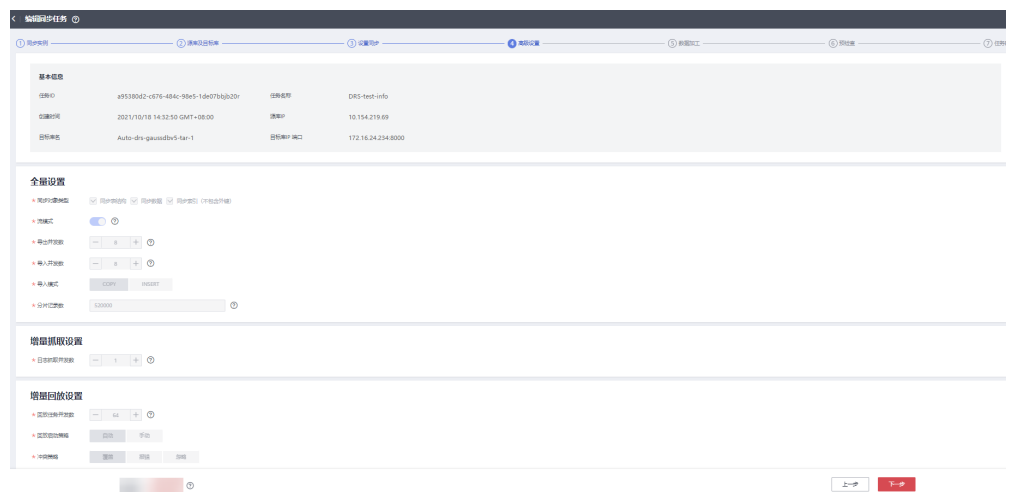 < 编辑同步任务 ?
1 同步实例 2 源库及目标库 3 设置同步 4 高级设置 5 数据加工 6 预检查 7 任务
基本信息
任务ID a95380d2-c676-484c-98e5-1de07bbjb20r 任务名称 DRS-test-info
创建时间 2021/10/18 14:32:50 GMT+08:00 源库IP 10.154.219.69
目标库名 Auto-drs-gaussdbv5-tar-1 目标库IP 端口 172.16.24.254:8000
全量设置
* 同步对象类型 同步表结构 同步数据 同步索引（不包含外键）
* 流模式 ?
* 导出并发数 − 8 + ?
* 导入并发数 − 8 + ?
* 导入模式 COPY INSERT
* 分片记录数 520000 ?
增量抓取设置
* 日志抓取并发数 − 1 + ?
增量回放设置
* 回放任务并发数 − 64 + ?
* 回放启动策略 自动 手动
* 冲突策略 覆盖 报错 忽略
?
上一步 下一步